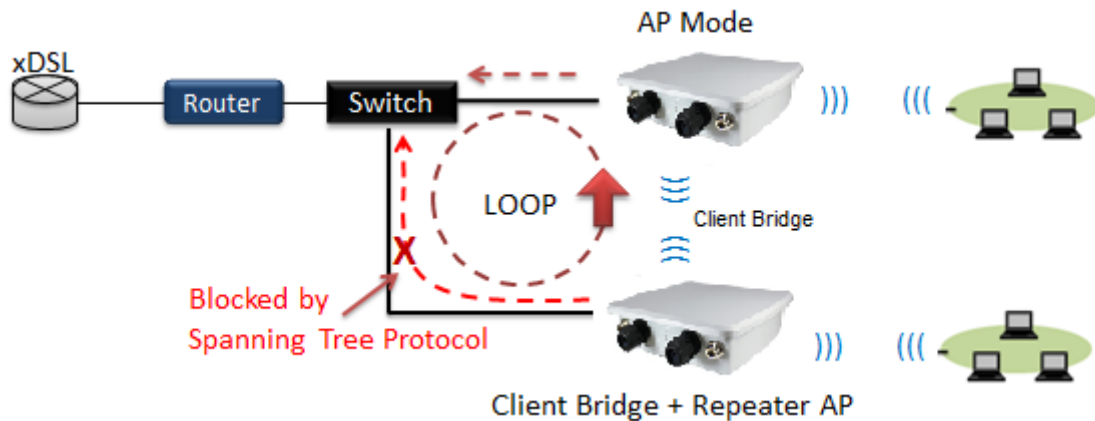 AP Mode
xDSL
Router
Switch
LOOP
Client Bridge
X
Blocked by
Spanning Tree Protocol
Client Bridge + Repeater AP